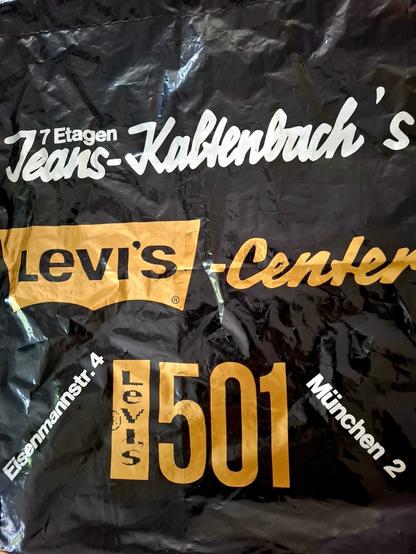 7 Etagen
Jeans-Kaltenbach's
Levi's ® -Center
Eisenmannstr. 4
Levi's
501
München 2